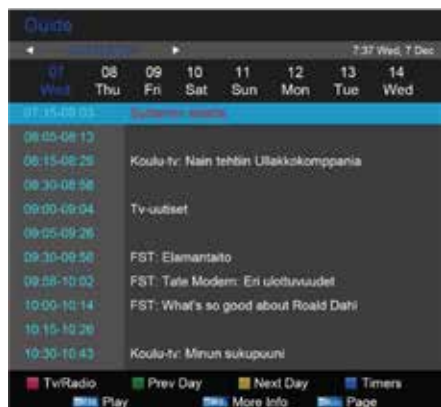 Guide
7:37 Wed, 7 Dec
07 08 09 10 11 12 13 14
Wed Thu Fri Sat Sun Mon Tue Wed
07:15-08:03
08:05-08:13
08:15-08:25 Koulu-tv: Nain tehtiin Ullakkokomppania
08:30-08:58
09:00-09:04 Tv-uutiset
09:05-09:26
09:30-09:56 FST: Elamantaito
09:58-10:02 FST: Tate Modern: Eri ulottuvuudet
10:00-10:14 FST: What's so good about Roald Dahl
10:15-10:26
10:30-10:43 Koulu-tv: Minun sukupuuni
Tv/Radio Prev Day Next Day Timers
Play More Info Page